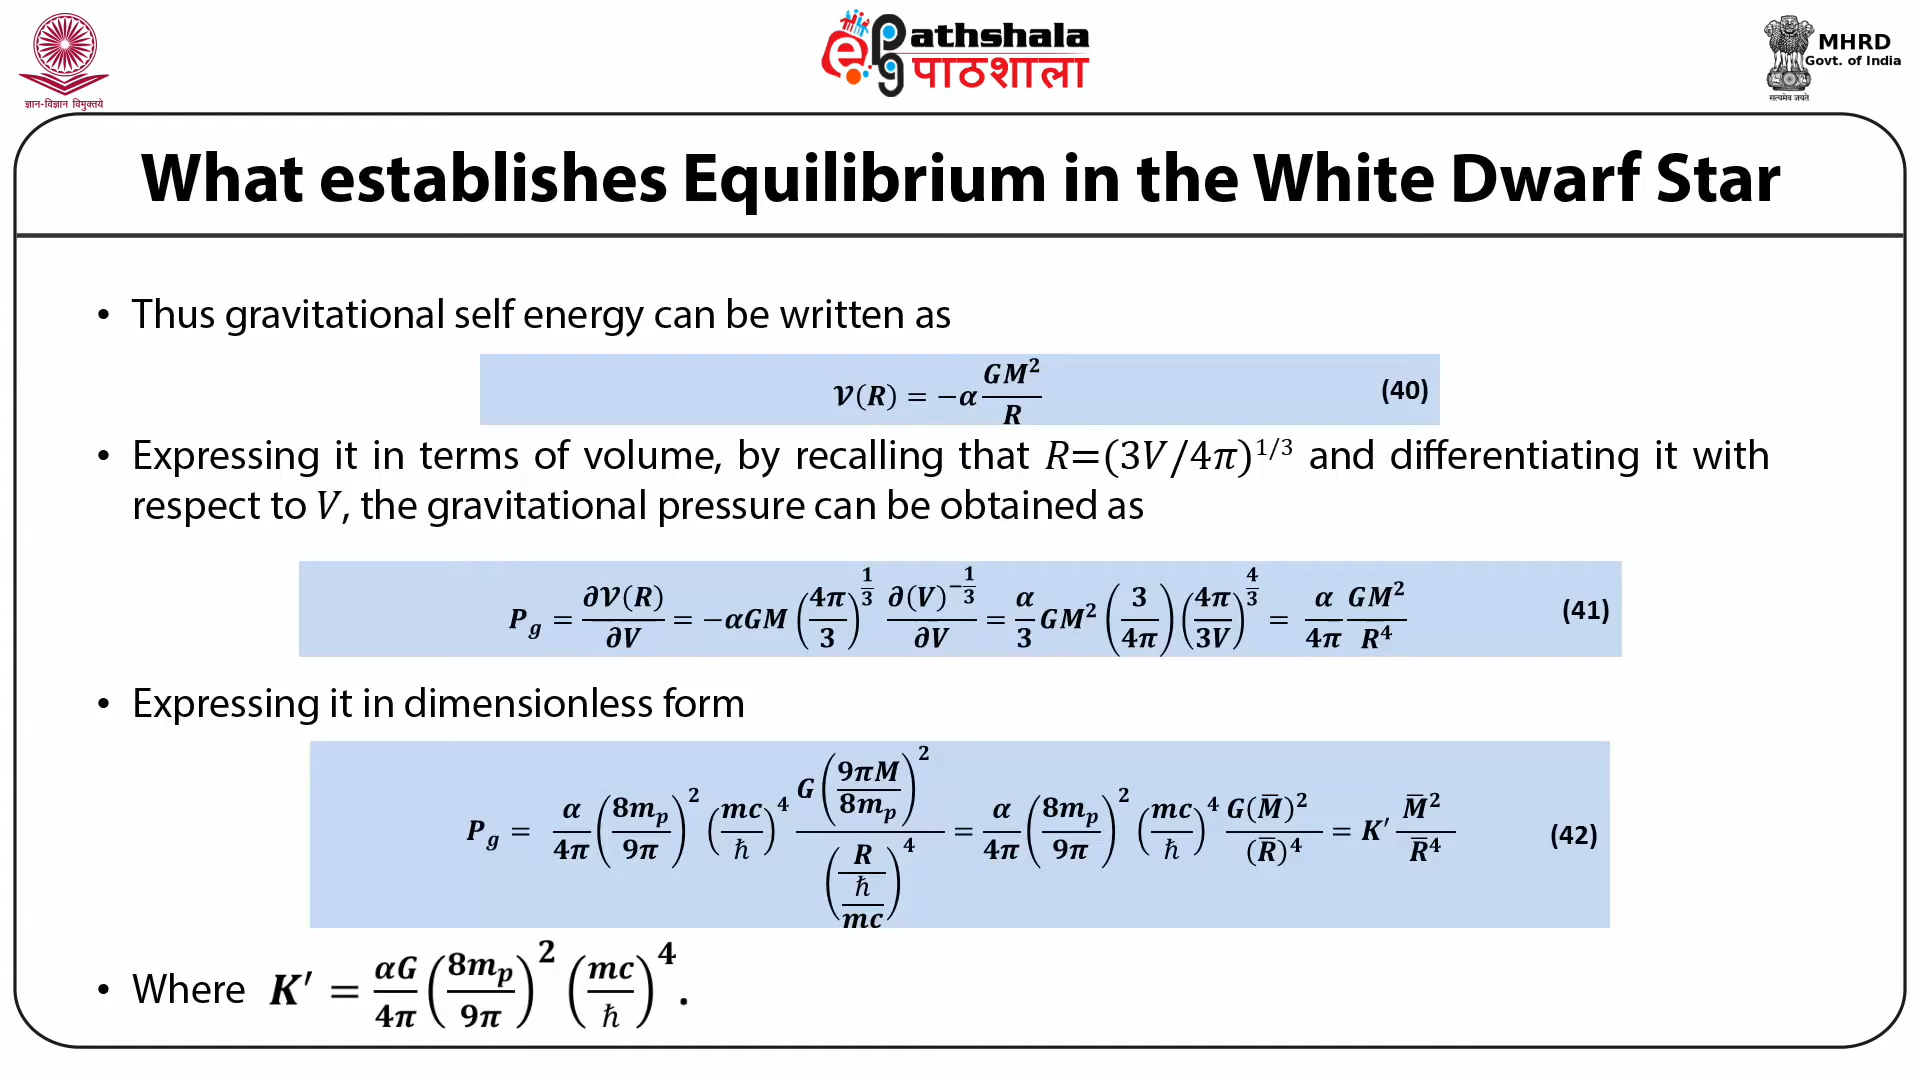 ज्ञान-विज्ञान विमुक्तये
ePathshala
पाठशाला
MHRD
Govt. of India
सत्यमेव जयते
What establishes Equilibrium in the White Dwarf Star
• Thus gravitational self energy can be written as
𝒱(R) = −α GM²/R (40)
• Expressing it in terms of volume, by recalling that R=(3V/4π)^1/3 and differentiating it with
respect to V, the gravitational pressure can be obtained as
P_g = ∂𝒱(R)/∂V = −αGM (4π/3)^(1/3) ∂(V)^(−1/3)/∂V = α/3 GM² (3/4π) (4π/3V)^(4/3) = α/4π GM²/R⁴ (41)
• Expressing it in dimensionless form
P_g = α/4π (8m_p/9π)² (mc/ħ)⁴ G(9πM/8m_p)²/(R/(ħ/mc))⁴ = α/4π (8m_p/9π)² (mc/ħ)⁴ G(M̅)²/(R̅)⁴ = K′ M̅²/R̅⁴ (42)
• Where K′ = αG/4π (8m_p/9π)² (mc/ħ)⁴.